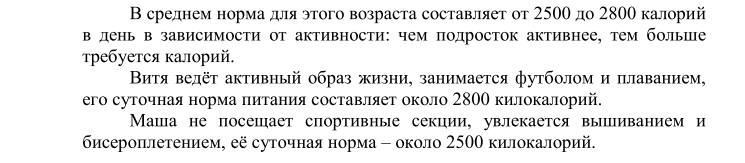 В среднем норма для этого возраста составляет от 2500 до 2800 калорий
в день в зависимости от активности: чем подросток активнее, тем больше
требуется калорий.
Витя ведёт активный образ жизни, занимается футболом и плаванием,
его суточная норма питания составляет около 2800 килокалорий.
Маша не посещает спортивные секции, увлекается вышиванием и
бисероплетением, её суточная норма – около 2500 килокалорий.